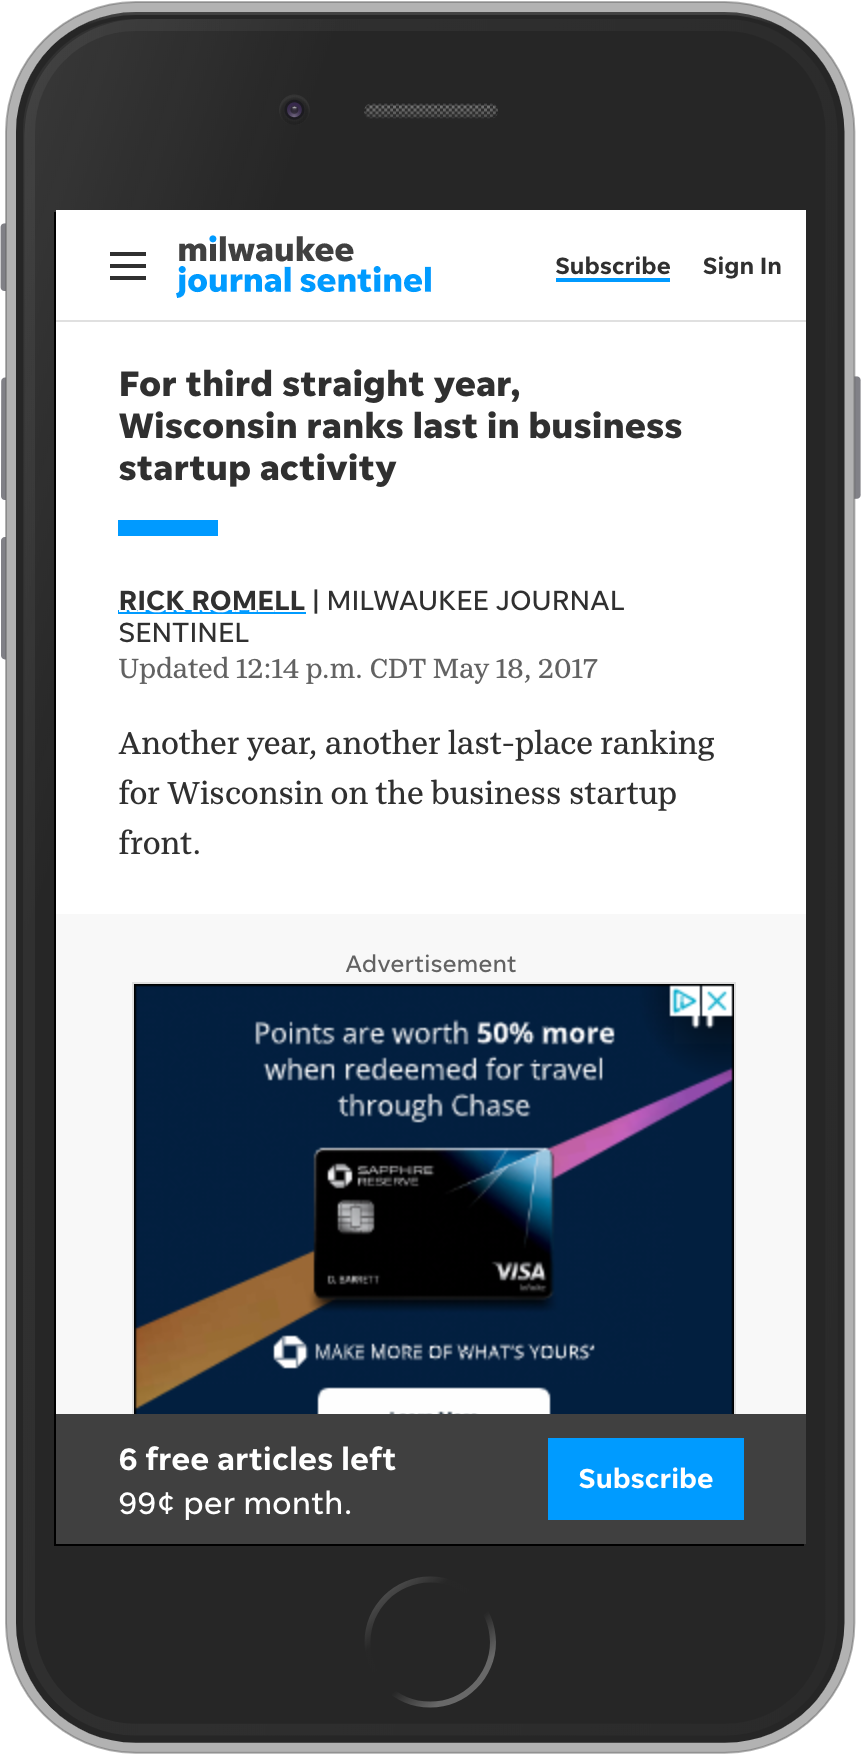 milwaukee
journal sentinel
Subscribe
Sign In
For third straight year,
Wisconsin ranks last in business
startup activity
RICK ROMELL | MILWAUKEE JOURNAL
SENTINEL
Updated 12:14 p.m. CDT May 18, 2017
Another year, another last-place ranking
for Wisconsin on the business startup
front.
Advertisement
Points are worth 50% more
when redeemed for travel
through Chase
SAPPHIRE
RESERVE
D. BARRETT
VISA
Infinite
MAKE MORE OF WHAT'S YOURS
6 free articles left
99¢ per month.
Subscribe